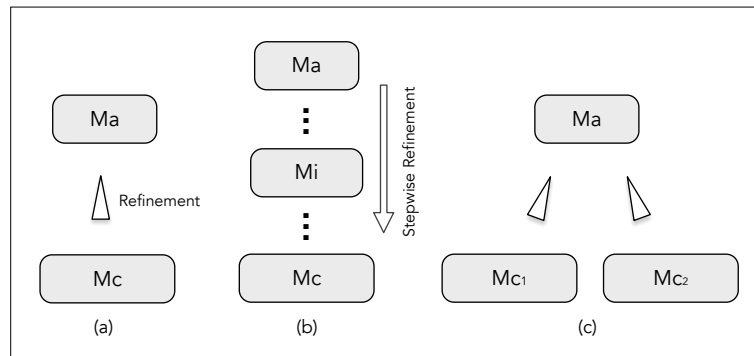 Ma
Refinement
Mc
(a)
Ma
Mi
Mc
Stepwise Refinement
(b)
Ma
Mc1
Mc2
(c)